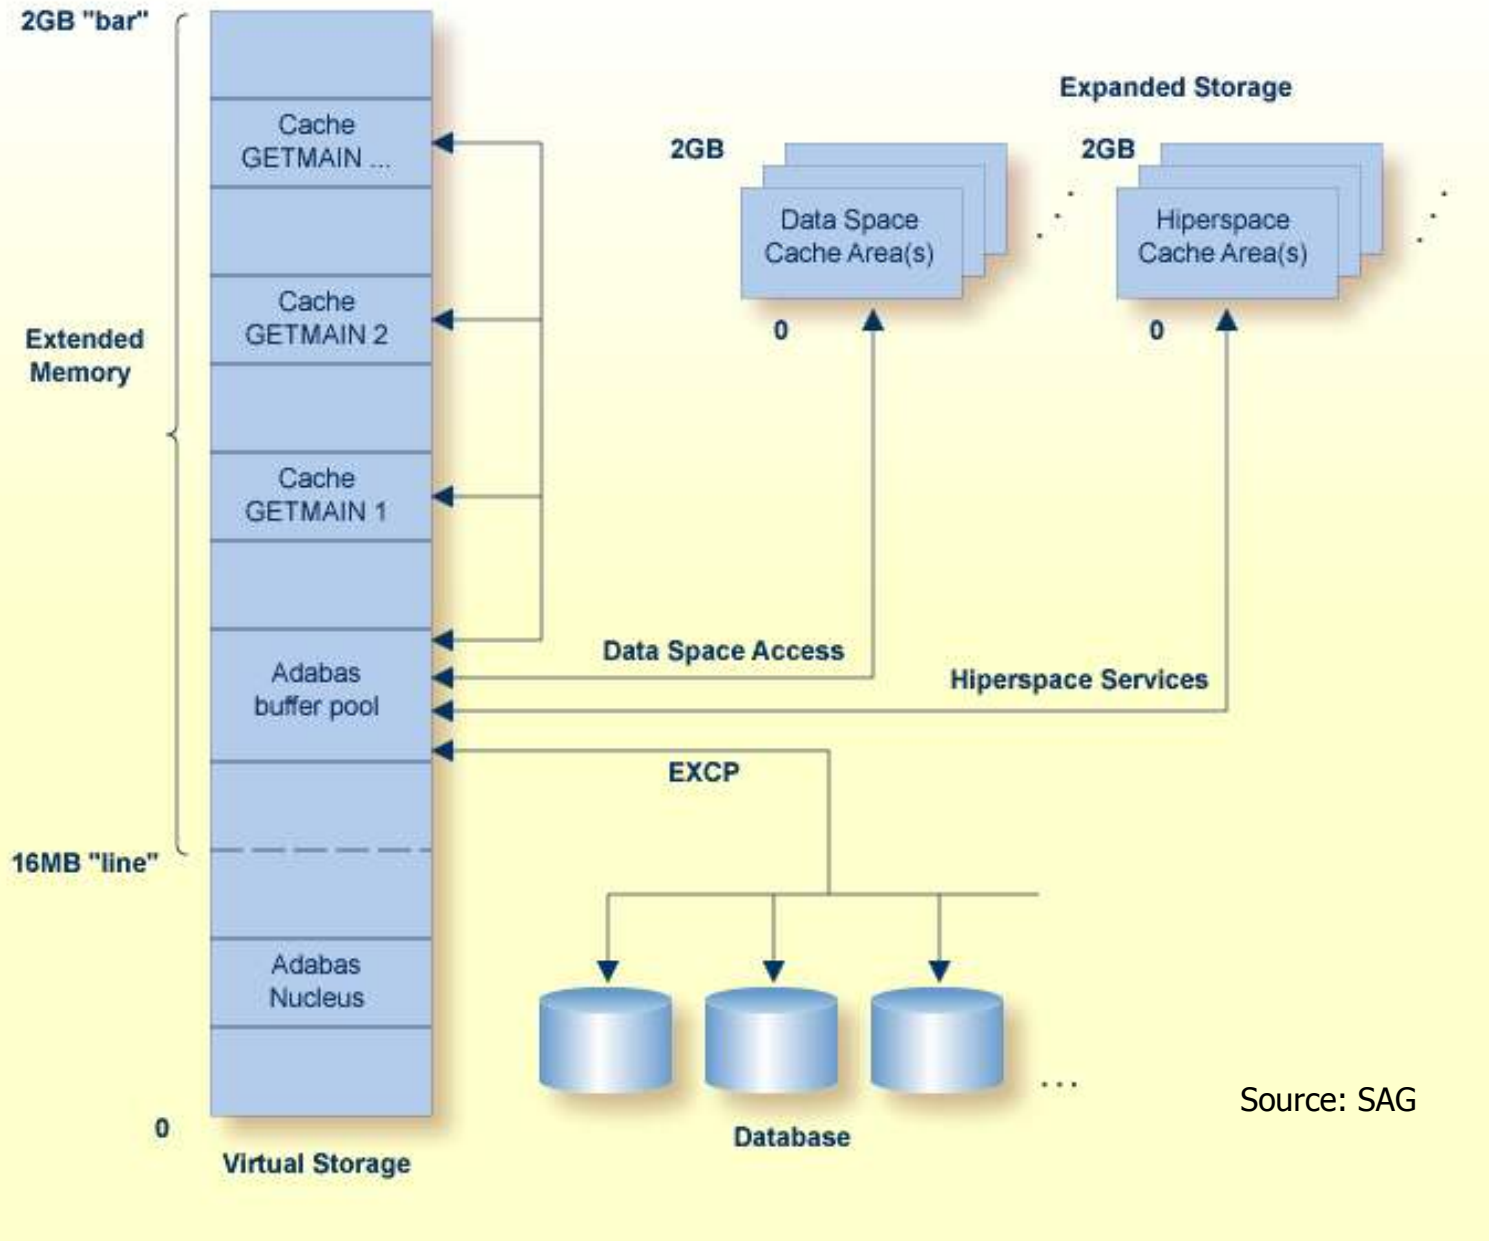 2GB "bar"
Cache
GETMAIN ...
Cache
GETMAIN 2
Extended
Memory
Cache
GETMAIN 1
Adabas
buffer pool
16MB "line"
Adabas
Nucleus
0
Virtual Storage
Expanded Storage
2GB
Data Space
Cache Area(s)
0
2GB
Hiperspace
Cache Area(s)
0
Data Space Access
Hiperspace Services
EXCP
...
Database
Source: SAG